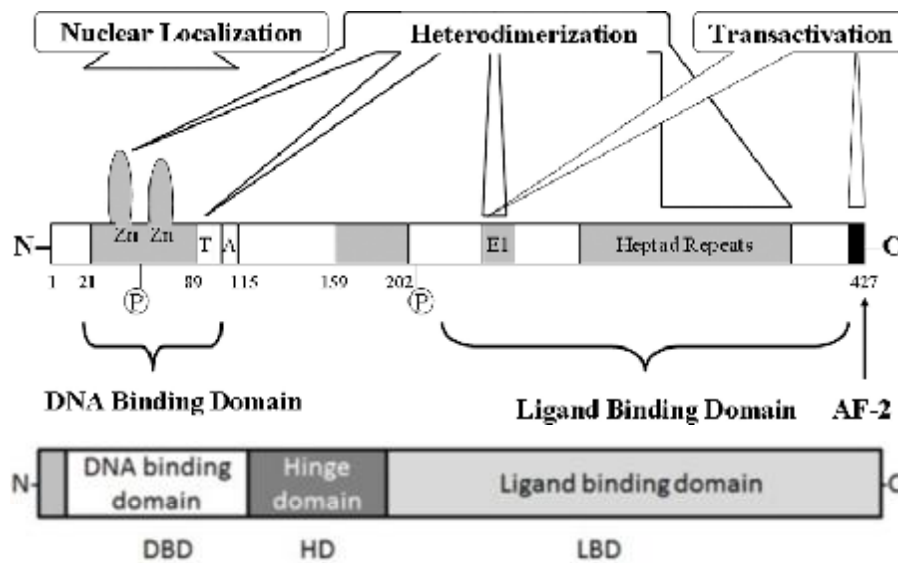 Nuclear Localization Heterodimerization Transactivation
Zn Zn
N T A E1 Heptad Repeats C
1 21 89 115 159 202 427
P P
DNA Binding Domain Ligand Binding Domain AF-2
N DNA binding domain Hinge domain Ligand binding domain C
DBD HD LBD